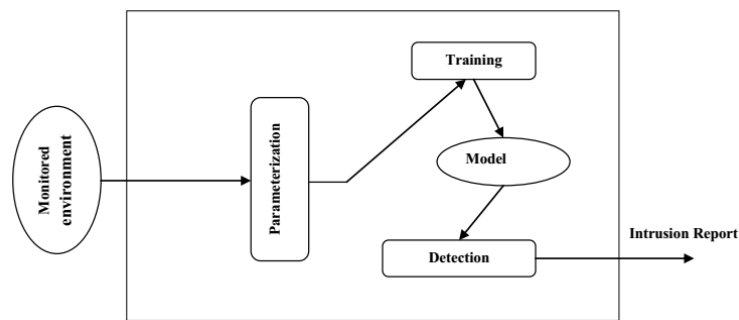 Monitored
environment
Parameterization
Training
Model
Detection
Intrusion Report